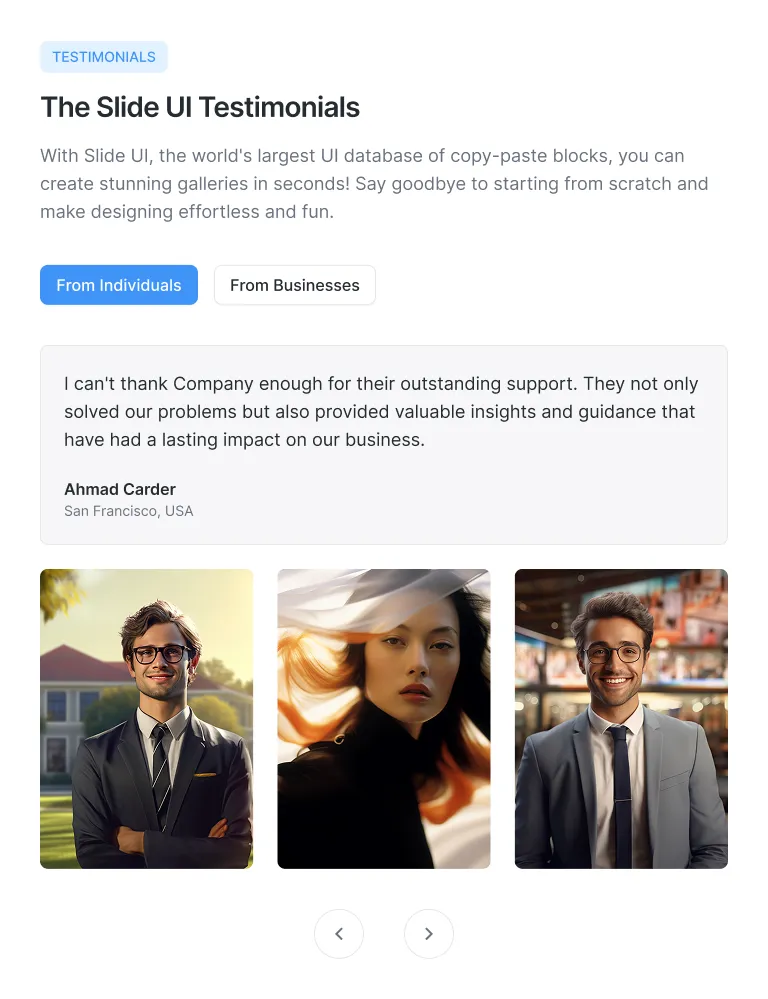 TESTIMONIALS
The Slide UI Testimonials
With Slide UI, the world's largest UI database of copy-paste blocks, you can
create stunning galleries in seconds! Say goodbye to starting from scratch and
make designing effortless and fun.
From Individuals
From Businesses
I can't thank Company enough for their outstanding support. They not only
solved our problems but also provided valuable insights and guidance that
have had a lasting impact on our business.
Ahmad Carder
San Francisco, USA